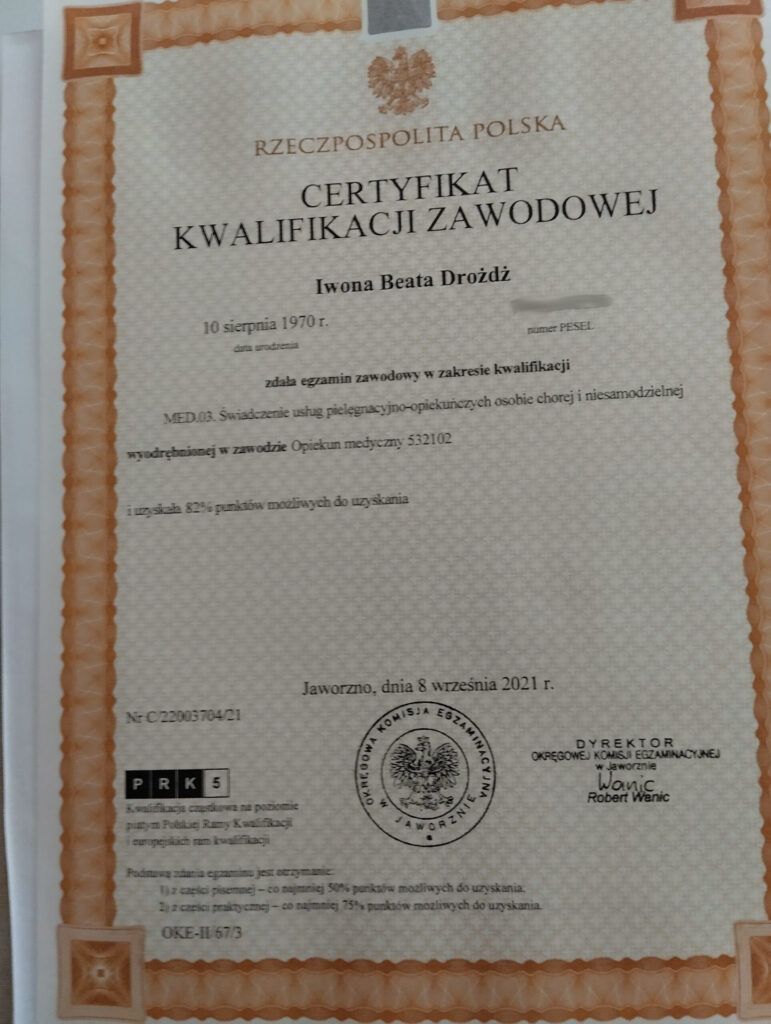 RZECZPOSPOLITA POLSKA
CERTYFIKAT
KWALIFIKACJI ZAWODOWEJ
Iwona Beata Drożdż
10 sierpnia 1970 r.
data urodzenia
numer PESEL
zdała egzamin zawodowy w zakresie kwalifikacji
MED.03. Świadczenie usług pielęgnacyjno-opiekuńczych osobie chorej i niesamodzielnej
wyodrębnionej w zawodzie Opiekun medyczny 532102
i uzyskała 82% punktów możliwych do uzyskania
Jaworzno, dnia 8 września 2021 r.
Nr C/22003704/21
OKRĘGOWA KOMISJA EGZAMINACYJNA
W JAWORZNIE
DYREKTOR
OKRĘGOWEJ KOMISJI EGZAMINACYJNEJ
w Jaworznie
Wanic
Robert Wanic
PRK5
Kwalifikacja cząstkowa na poziomie
piątym Polskiej Ramy Kwalifikacji
i europejskich ram kwalifikacji
Podstawą zdania egzaminu jest otrzymanie:
1) z części pisemnej – co najmniej 50% punktów możliwych do uzyskania,
2) z części praktycznej – co najmniej 75% punktów możliwych do uzyskania.
OKE-II/67/3